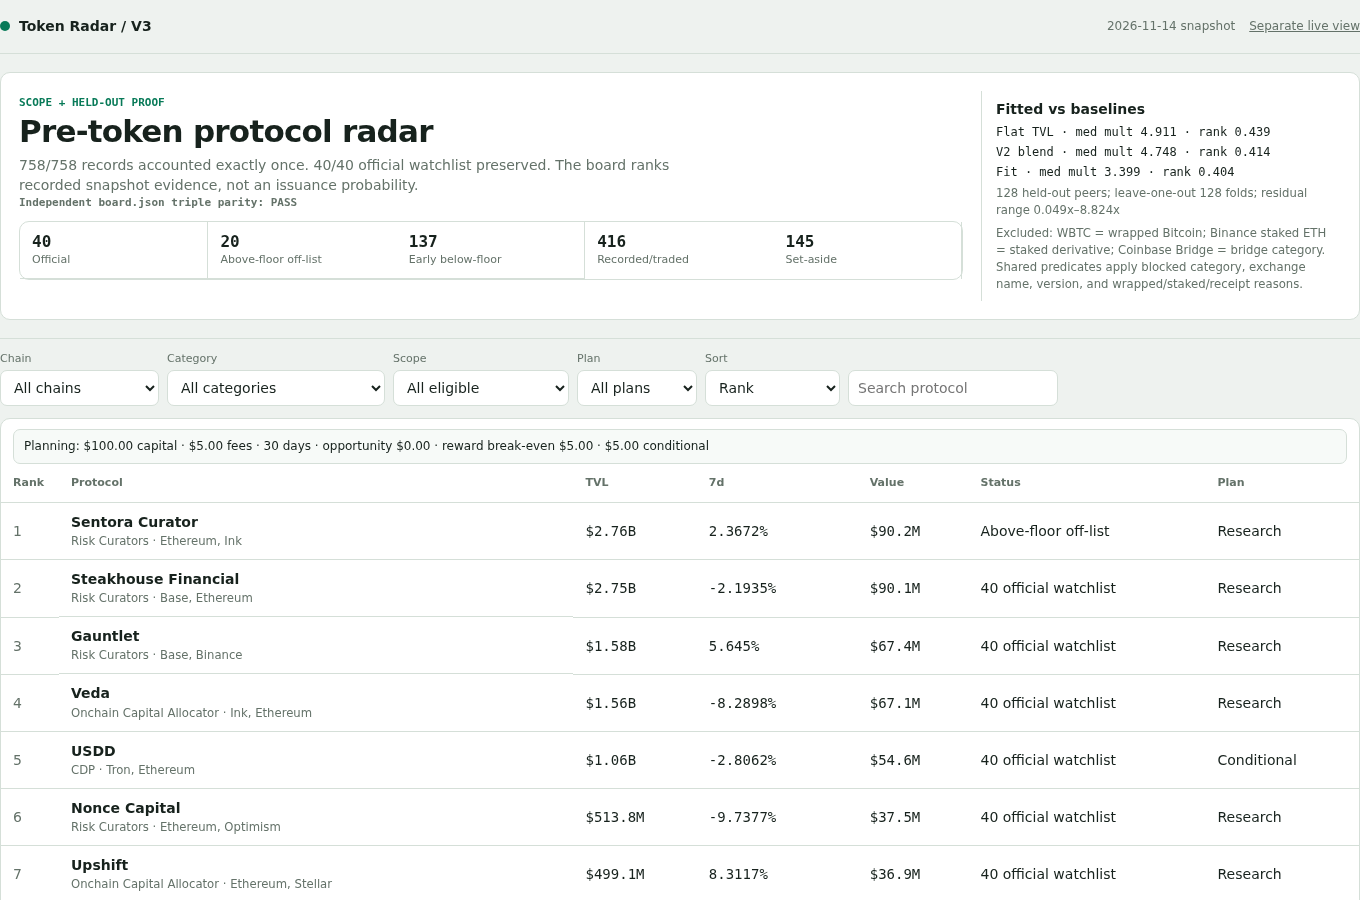 Token Radar / V3
2026-11-14 snapshot Separate live view
SCOPE + HELD-OUT PROOF
Pre-token protocol radar
758/758 records accounted exactly once. 40/40 official watchlist preserved. The board ranks
recorded snapshot evidence, not an issuance probability.
Independent board.json triple parity: PASS
40 20 137 416 145
Official Above-floor off-list Early below-floor Recorded/traded Set-aside
Fitted vs baselines
Flat TVL · med mult 4.911 · rank 0.439
V2 blend · med mult 4.748 · rank 0.414
Fit · med mult 3.399 · rank 0.404
128 held-out peers; leave-one-out 128 folds; residual
range 0.049x–8.824x
Excluded: WBTC = wrapped Bitcoin; Binance staked ETH
= staked derivative; Coinbase Bridge = bridge category.
Shared predicates apply blocked category, exchange
name, version, and wrapped/staked/receipt reasons.
Chain Category Scope Plan Sort
All chains All categories All eligible All plans Rank Search protocol
Planning: $100.00 capital · $5.00 fees · 30 days · opportunity $0.00 · reward break-even $5.00 · $5.00 conditional
Rank Protocol TVL 7d Value Status Plan
1 Sentora Curator $2.76B 2.3672% $90.2M Above-floor off-list Research
Risk Curators · Ethereum, Ink
2 Steakhouse Financial $2.75B -2.1935% $90.1M 40 official watchlist Research
Risk Curators · Base, Ethereum
3 Gauntlet $1.58B 5.645% $67.4M 40 official watchlist Research
Risk Curators · Base, Binance
4 Veda $1.56B -8.2898% $67.1M 40 official watchlist Research
Onchain Capital Allocator · Ink, Ethereum
5 USDD $1.06B -2.8062% $54.6M 40 official watchlist Conditional
CDP · Tron, Ethereum
6 Nonce Capital $513.8M -9.7377% $37.5M 40 official watchlist Research
Risk Curators · Ethereum, Optimism
7 Upshift $499.1M 8.3117% $36.9M 40 official watchlist Research
Onchain Capital Allocator · Ethereum, Stellar